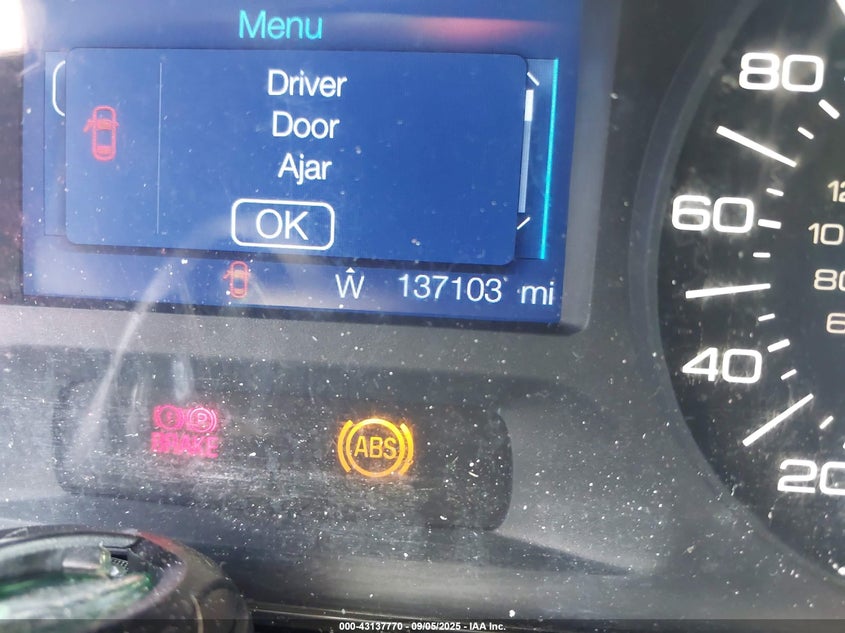 Menu
Driver
Door
Ajar
OK
W 137103 mi
BRAKE
ABS
80
60
40
20
000-43137770 - 09/05/2025 - IAA Inc.